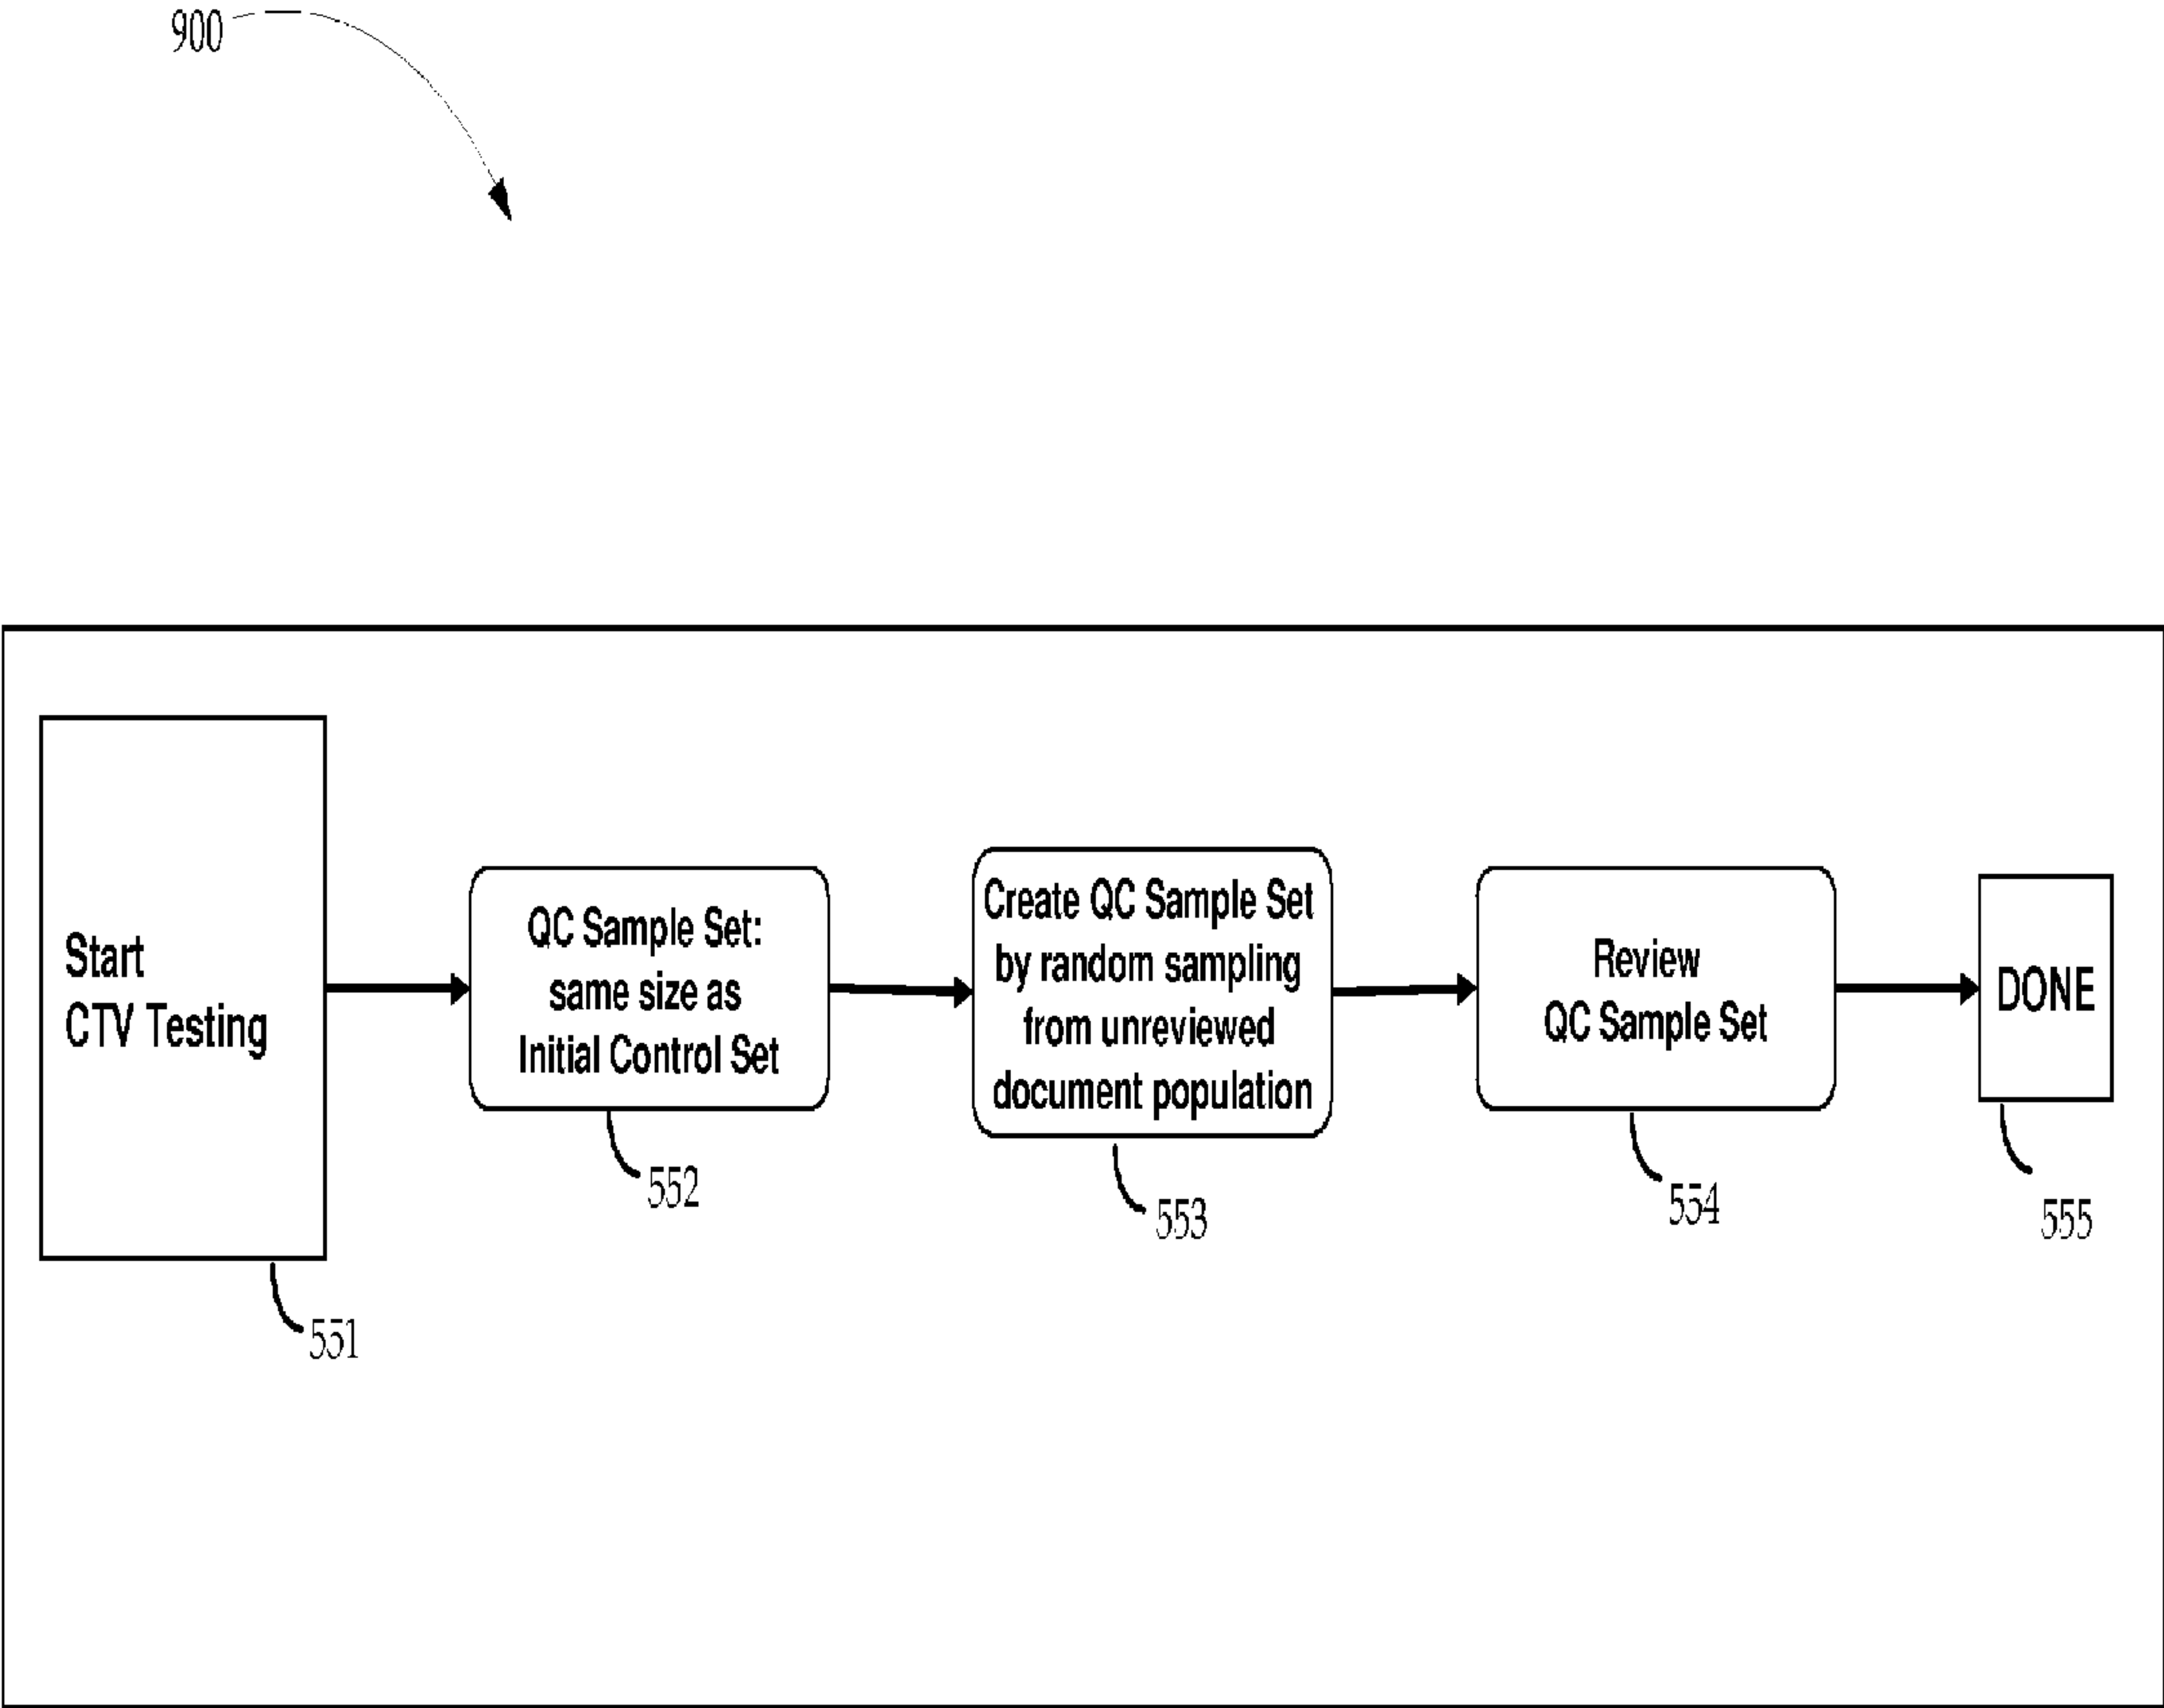 900
Start
CTV Testing
551
QC Sample Set:
same size as
Initial Control Set
552
Create QC Sample Set
by random sampling
from unreviewed
document population
553
Review
QC Sample Set
554
DONE
555